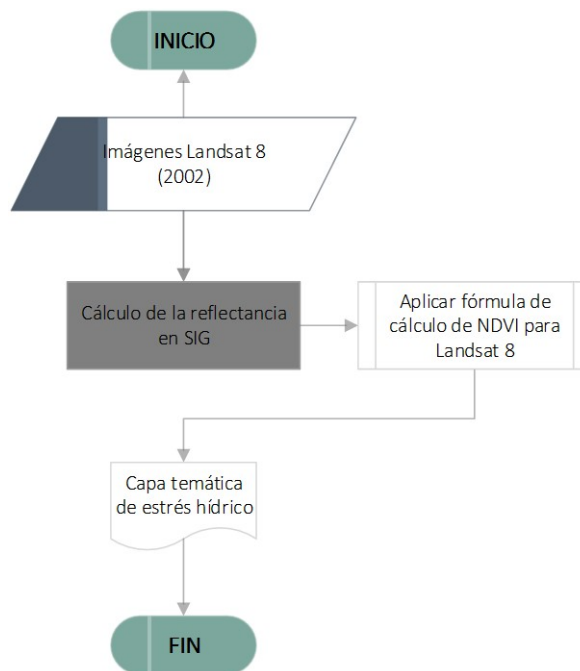 INICIO
Imágenes Landsat 8
(2002)
Cálculo de la reflectancia
en SIG
Aplicar fórmula de
cálculo de NDVI para
Landsat 8
Capa temática
de estrés hídrico
FIN